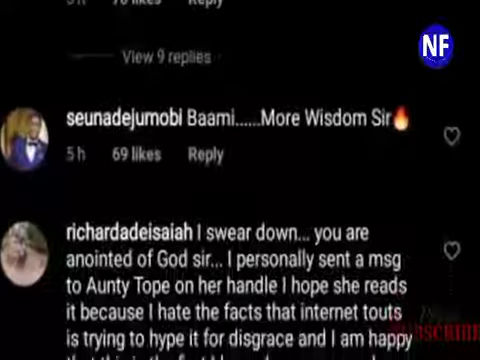 NF
View 9 replies
seunadejumobi Baami......More Wisdom Sir🔥
5 h 69 likes Reply
richardadeisaiah I swear down... you are
anointed of God sir... I personally sent a msg
to Aunty Tope on her handle I hope she reads
it because I hate the facts that internet touts
is trying to hype it for disgrace and I am happy